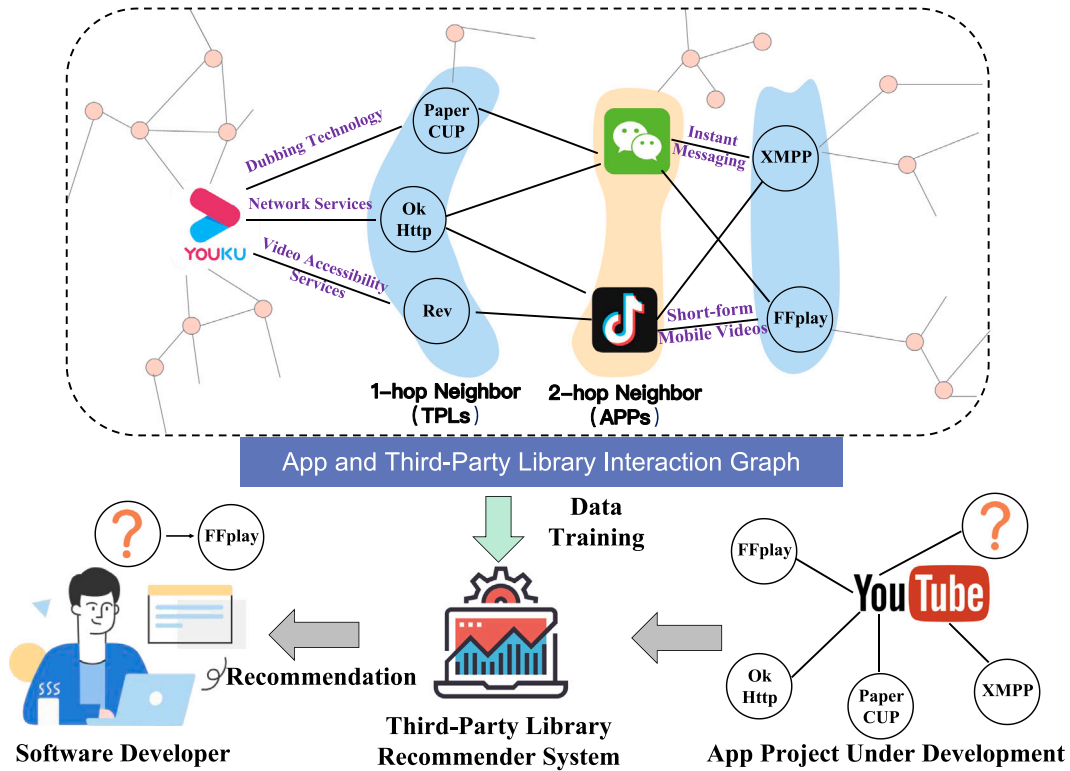 Paper
CUP
Dubbing Technology
Instant
Messaging
XMPP
Network Services
Ok
Http
YOUKU
Video Accessibility
Services
Rev
Short-form
Mobile Videos
FFplay
1-hop Neighbor
(TPLs)
2-hop Neighbor
(APPs)
App and Third-Party Library Interaction Graph
Data
Training
? → FFplay
FFplay
?
YouTube
Ok
Http
Paper
CUP
XMPP
Recommendation
Software Developer
Third-Party Library
Recommender System
App Project Under Development